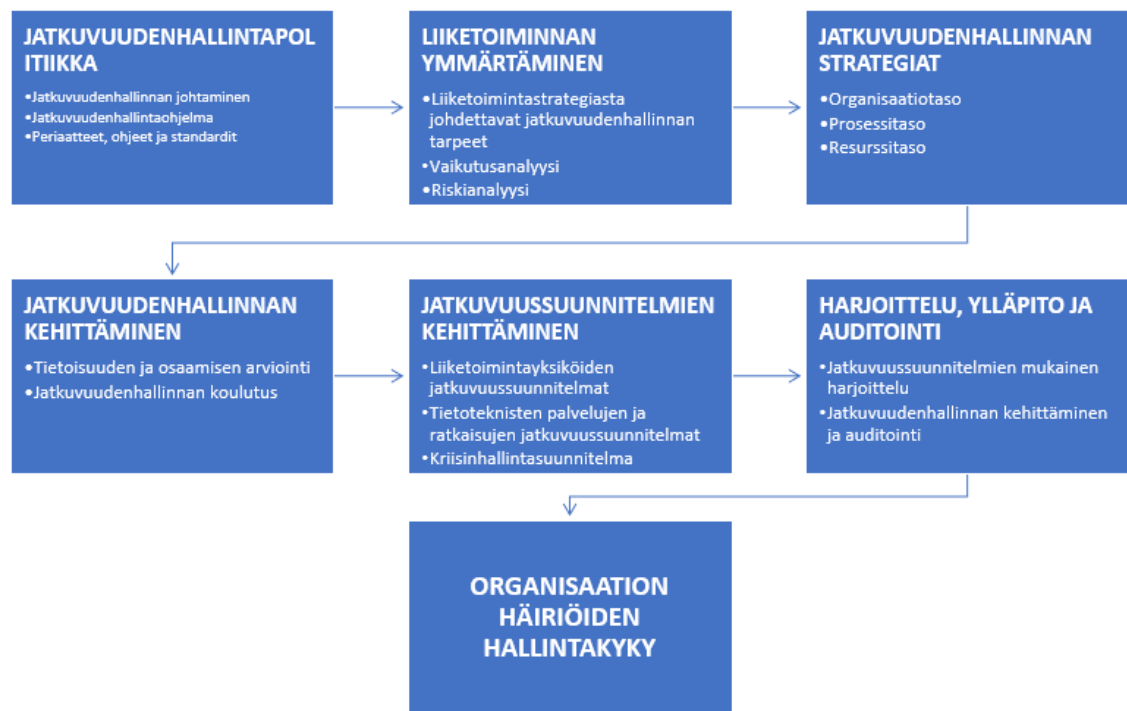 JATKUVUUDENHALLINTAPOL
ITIIKKA
•Jatkuvuudenhallinnan johtaminen
•Jatkuvuudenhallintaohjelma
•Periaatteet, ohjeet ja standardit
LIIKETOIMINNAN
YMMÄRTÄMINEN
•Liiketoimintastrategiasta
johdettavat jatkuvuudenhallinnan
tarpeet
•Vaikutusanalyysi
•Riskianalyysi
JATKUVUUDENHALLINNAN
STRATEGIAT
•Organisaatiotaso
•Prosessitaso
•Resurssitaso
JATKUVUUDENHALLINNAN
KEHITTÄMINEN
•Tietoisuuden ja osaamisen arviointi
•Jatkuvuudenhallinnan koulutus
JATKUVUUSSUUNNITELMIEN
KEHITTÄMINEN
•Liiketoimintayksiköiden
jatkuvuussuunnitelmat
•Tietoteknisten palvelujen ja
ratkaisujen jatkuvuussuunnitelmat
•Kriisinhallintasuunnitelma
HARJOITTELU, YLLÄPITO JA
AUDITOINTI
•Jatkuvuussuunnitelmien mukainen
harjoittelu
•Jatkuvuudenhallinnan kehittäminen
ja auditointi
ORGANISAATION
HÄIRIÖIDEN
HALLINTAKYKY